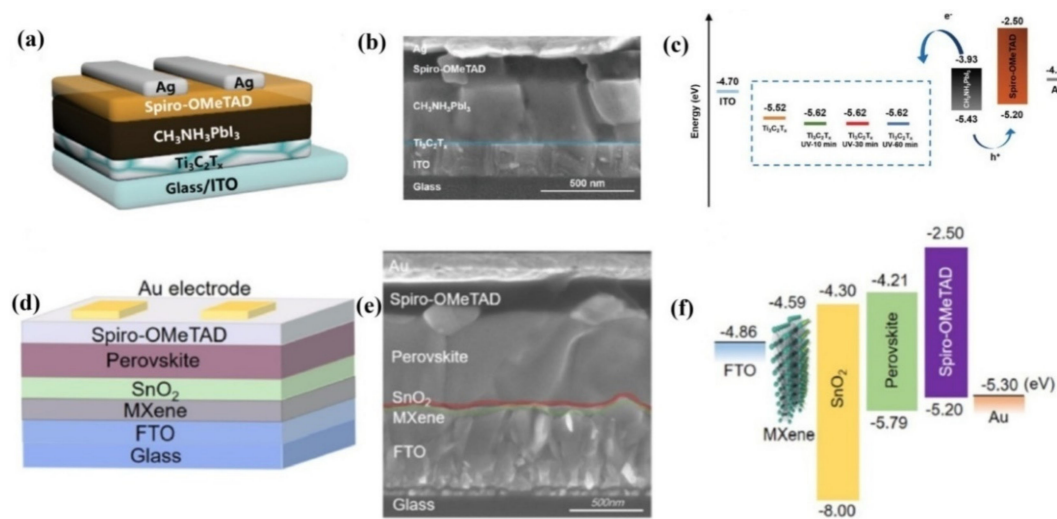 (a)
Ag
Ag
Spiro-OMeTAD
CH₃NH₃PbI₃
Ti₃C₂Tₓ
Glass/ITO
(b)
Ag
Spiro-OMeTAD
CH₃NH₃PbI₃
Ti₃C₂Tₓ
ITO
Glass
500 nm
(c)
Energy (eV)
-4.70
ITO
-5.52
Ti₃C₂Tₓ
-5.62
Ti₃C₂Tₓ
UV-10 min
-5.62
Ti₃C₂Tₓ
UV-30 min
-5.62
Ti₃C₂Tₓ
UV-60 min
e⁻
-3.93
CH₃NH₃PbI₃
-5.43
h⁺
-2.50
Spiro-OMeTAD
-5.20
(d)
Au electrode
Spiro-OMeTAD
Perovskite
SnO₂
MXene
FTO
Glass
(e)
Au
Spiro-OMeTAD
Perovskite
SnO₂
MXene
FTO
Glass
500nm
(f)
-4.86
FTO
-4.59
MXene
-4.30
SnO₂
-8.00
-4.21
Perovskite
-5.79
-2.50
Spiro-OMeTAD
-5.20
-5.30 (eV)
Au